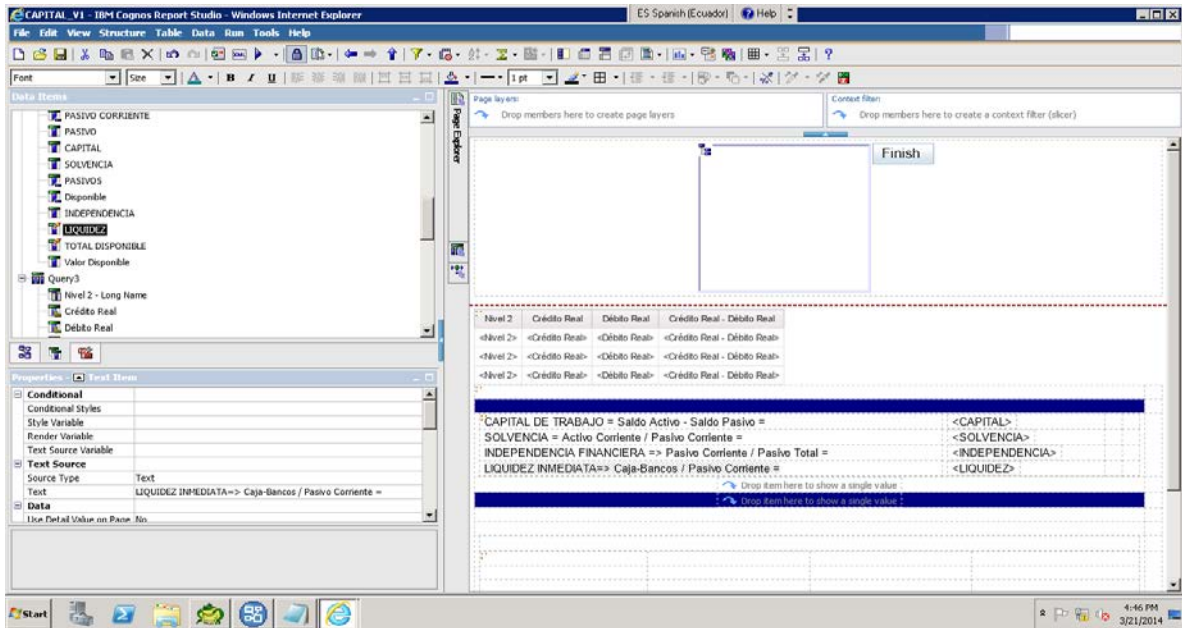 CAPITAL_V1 - IBM Cognos Report Studio - Windows Internet Explorer
ES Spanish (Ecuador) Help
File Edit View Structure Table Data Run Tools Help
Font Size 1 pt
Data Items
PASIVO CORRIENTE
PASIVO
CAPITAL
SOLVENCIA
PASIVOS
Disponible
INDEPENDENCIA
LIQUIDEZ
TOTAL DISPONIBLE
Valor Disponible
Query3
Nivel 2 - Long Name
Crédito Real
Débito Real
Properties - Text Item
Conditional
Conditional Styles
Style Variable
Render Variable
Text Source Variable
Text Source
Source Type Text
Text LIQUIDEZ INMEDIATA=> Caja-Bancos / Pasivo Corriente =
Data
Use Detail Value on Page No
Page Explorer
Page layers:
Drop members here to create page layers
Context filter:
Drop members here to create a context filter (slicer)
Finish
Nivel 2 Crédito Real Débito Real Crédito Real - Débito Real
<Nivel 2> <Crédito Real> <Débito Real> <Crédito Real - Débito Real>
<Nivel 2> <Crédito Real> <Débito Real> <Crédito Real - Débito Real>
<Nivel 2> <Crédito Real> <Débito Real> <Crédito Real - Débito Real>
CAPITAL DE TRABAJO = Saldo Activo - Saldo Pasivo = <CAPITAL>
SOLVENCIA = Activo Corriente / Pasivo Corriente = <SOLVENCIA>
INDEPENDENCIA FINANCIERA => Pasivo Corriente / Pasivo Total = <INDEPENDENCIA>
LIQUIDEZ INMEDIATA=> Caja-Bancos / Pasivo Corriente = <LIQUIDEZ>
Drop item here to show a single value
Drop item here to show a single value
Start
4:46 PM
3/21/2014